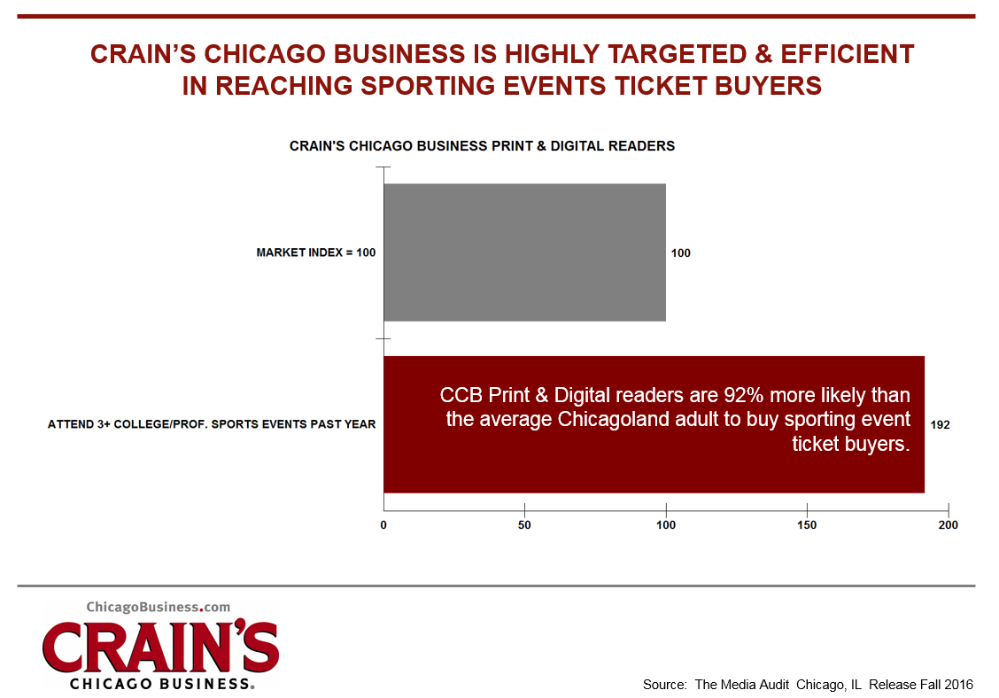 CRAIN’S CHICAGO BUSINESS IS HIGHLY TARGETED & EFFICIENT
IN REACHING SPORTING EVENTS TICKET BUYERS
CRAIN'S CHICAGO BUSINESS PRINT & DIGITAL READERS
MARKET INDEX = 100
100
ATTEND 3+ COLLEGE/PROF. SPORTS EVENTS PAST YEAR
CCB Print & Digital readers are 92% more likely than
the average Chicagoland adult to buy sporting event
ticket buyers.
192
0 50 100 150 200
ChicagoBusiness.com
CRAIN'S
CHICAGO BUSINESS.
Source: The Media Audit Chicago, IL Release Fall 2016